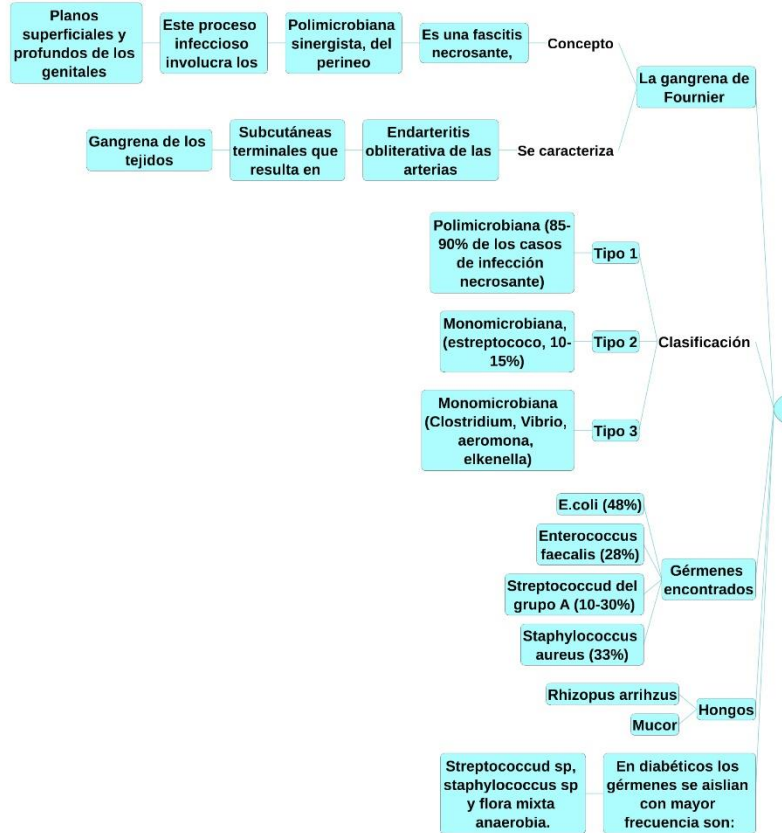 La gangrena de
Fournier
Concepto
Es una fascitis
necrosante,
Polimicrobiana
sinergista, del
perineo
Este proceso
infeccioso
involucra los
Planos
superficiales y
profundos de los
genitales
Se caracteriza
Endarteritis
obliterativa de las
arterias
Subcutáneas
terminales que
resulta en
Gangrena de los
tejidos
Clasificación
Tipo 1
Polimicrobiana (85-
90% de los casos
de infección
necrosante)
Tipo 2
Monomicrobiana,
(estreptococo, 10-
15%)
Tipo 3
Monomicrobiana
(Clostridium, Vibrio,
aeromona,
elkenella)
Gérmenes
encontrados
E.coli (48%)
Enterococcus
faecalis (28%)
Streptococcud del
grupo A (10-30%)
Staphylococcus
aureus (33%)
Hongos
Rhizopus arrihzus
Mucor
En diabéticos los
gérmenes se aislian
con mayor
frecuencia son:
Streptococcud sp,
staphylococcus sp
y flora mixta
anaerobia.